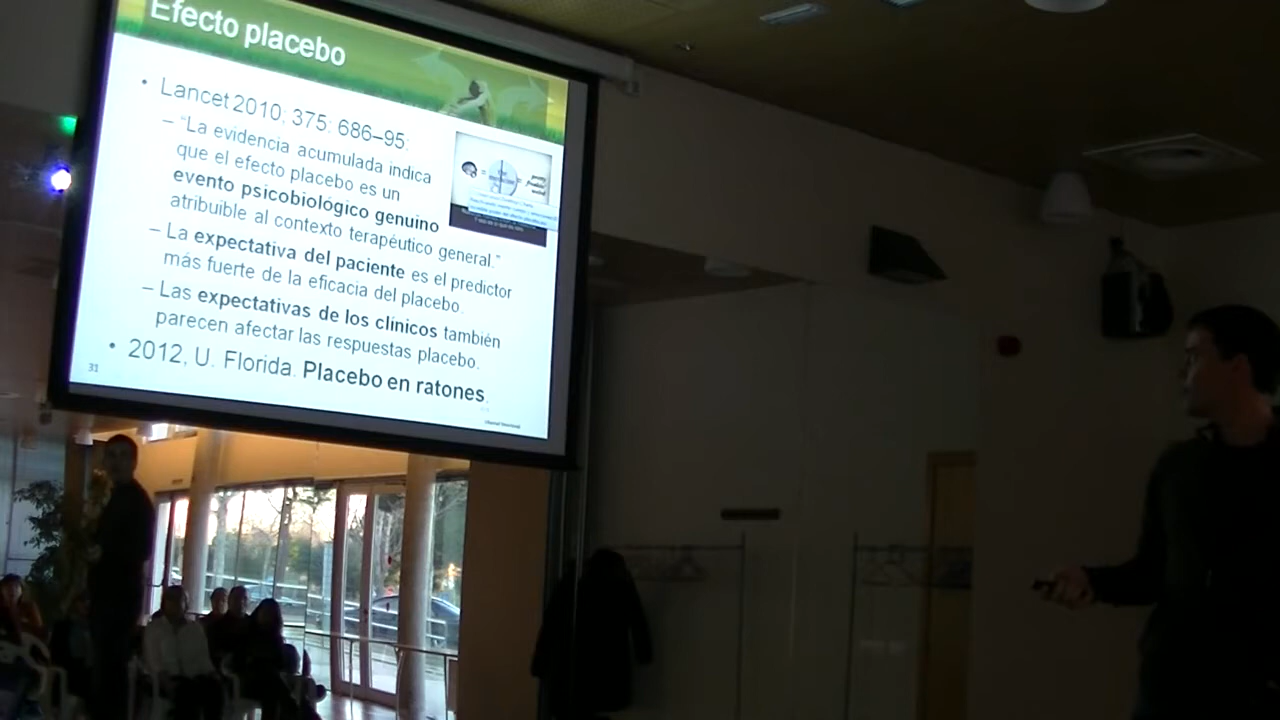 Efecto placebo
• Lancet 2010; 375: 686–95:
– “La evidencia acumulada indica
que el efecto placebo es un
evento psicobiológico genuino
atribuible al contexto terapéutico general.”
– La expectativa del paciente es el predictor
más fuerte de la eficacia del placebo.
– Las expectativas de los clínicos también
parecen afectar las respuestas placebo.
• 2012, U. Florida. Placebo en ratones.
31